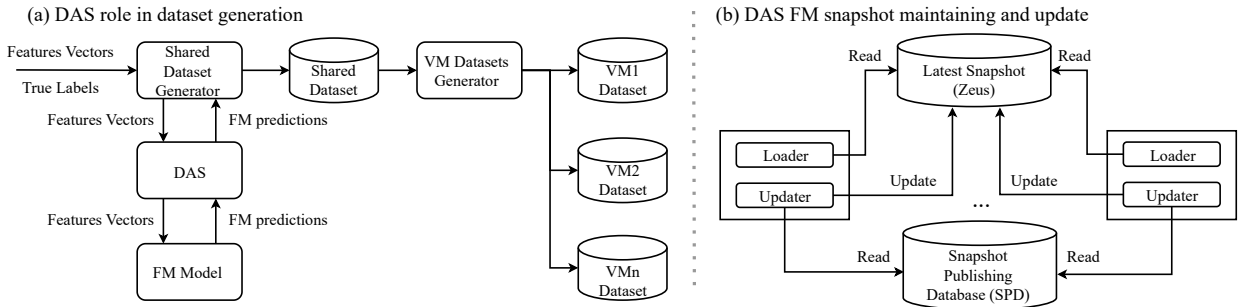 (a) DAS role in dataset generation
Features Vectors
True Labels
Shared
Dataset
Generator
Shared
Dataset
VM Datasets
Generator
VM1
Dataset
Features Vectors
FM predictions
DAS
VM2
Dataset
Features Vectors
FM predictions
FM Model
VMn
Dataset
(b) DAS FM snapshot maintaining and update
Read
Latest Snapshot
(Zeus)
Read
Loader
Updater
Update
Update
...
Loader
Updater
Read
Snapshot
Publishing
Database (SPD)
Read